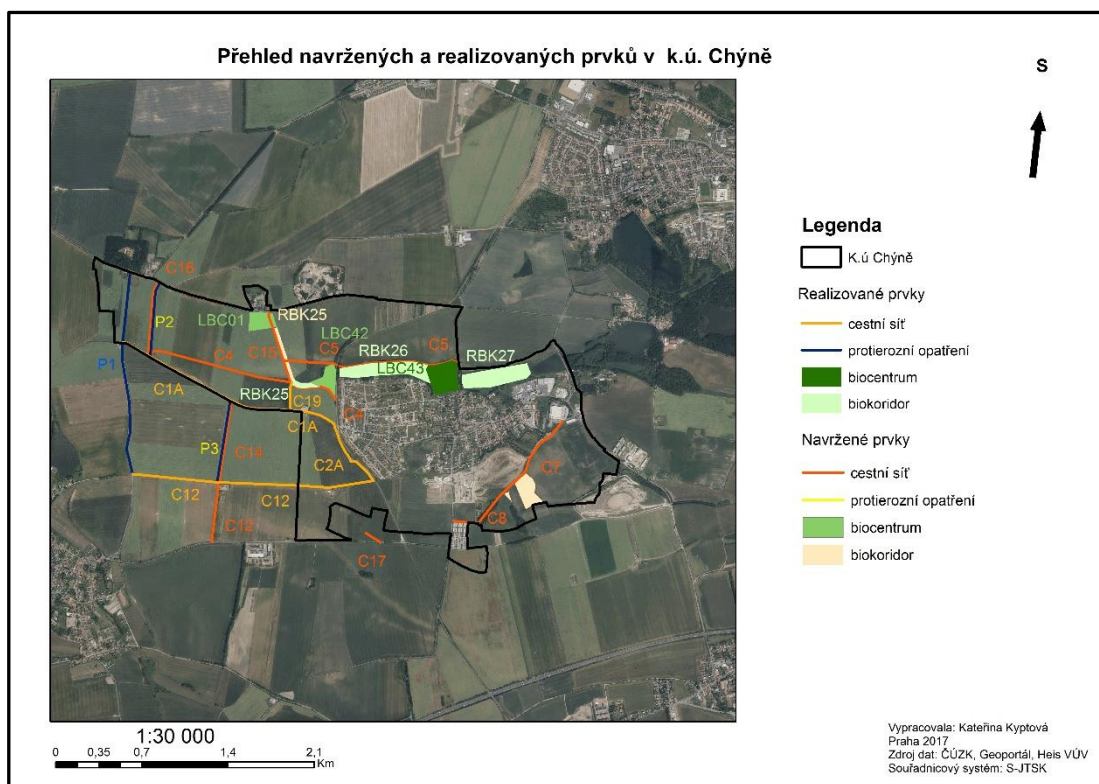 Přehled navržených a realizovaných prvků v k.ú. Chýně
S
C16
P2
LBC01
RBK25
LBC42
C15
C4
C5
RBK26
C5
RBK27
LBC43
P1
C1A
RBK25
C19
C4
C1A
P3
C14
C2A
C7
C12
C12
C12
C8
C17
Legenda
K.ú Chýně
Realizované prvky
cestní síť
protierozní opatření
biocentrum
biokoridor
Navržené prvky
cestní síť
protierozní opatření
biocentrum
biokoridor
1:30 000
0 0,35 0,7 1,4 2,1
Km
Vypracovala: Kateřina Kyptová
Praha 2017
Zdroj dat: ČÚZK, Geoportál, Heis VÚV
Souřadnicový systém: S-JTSK